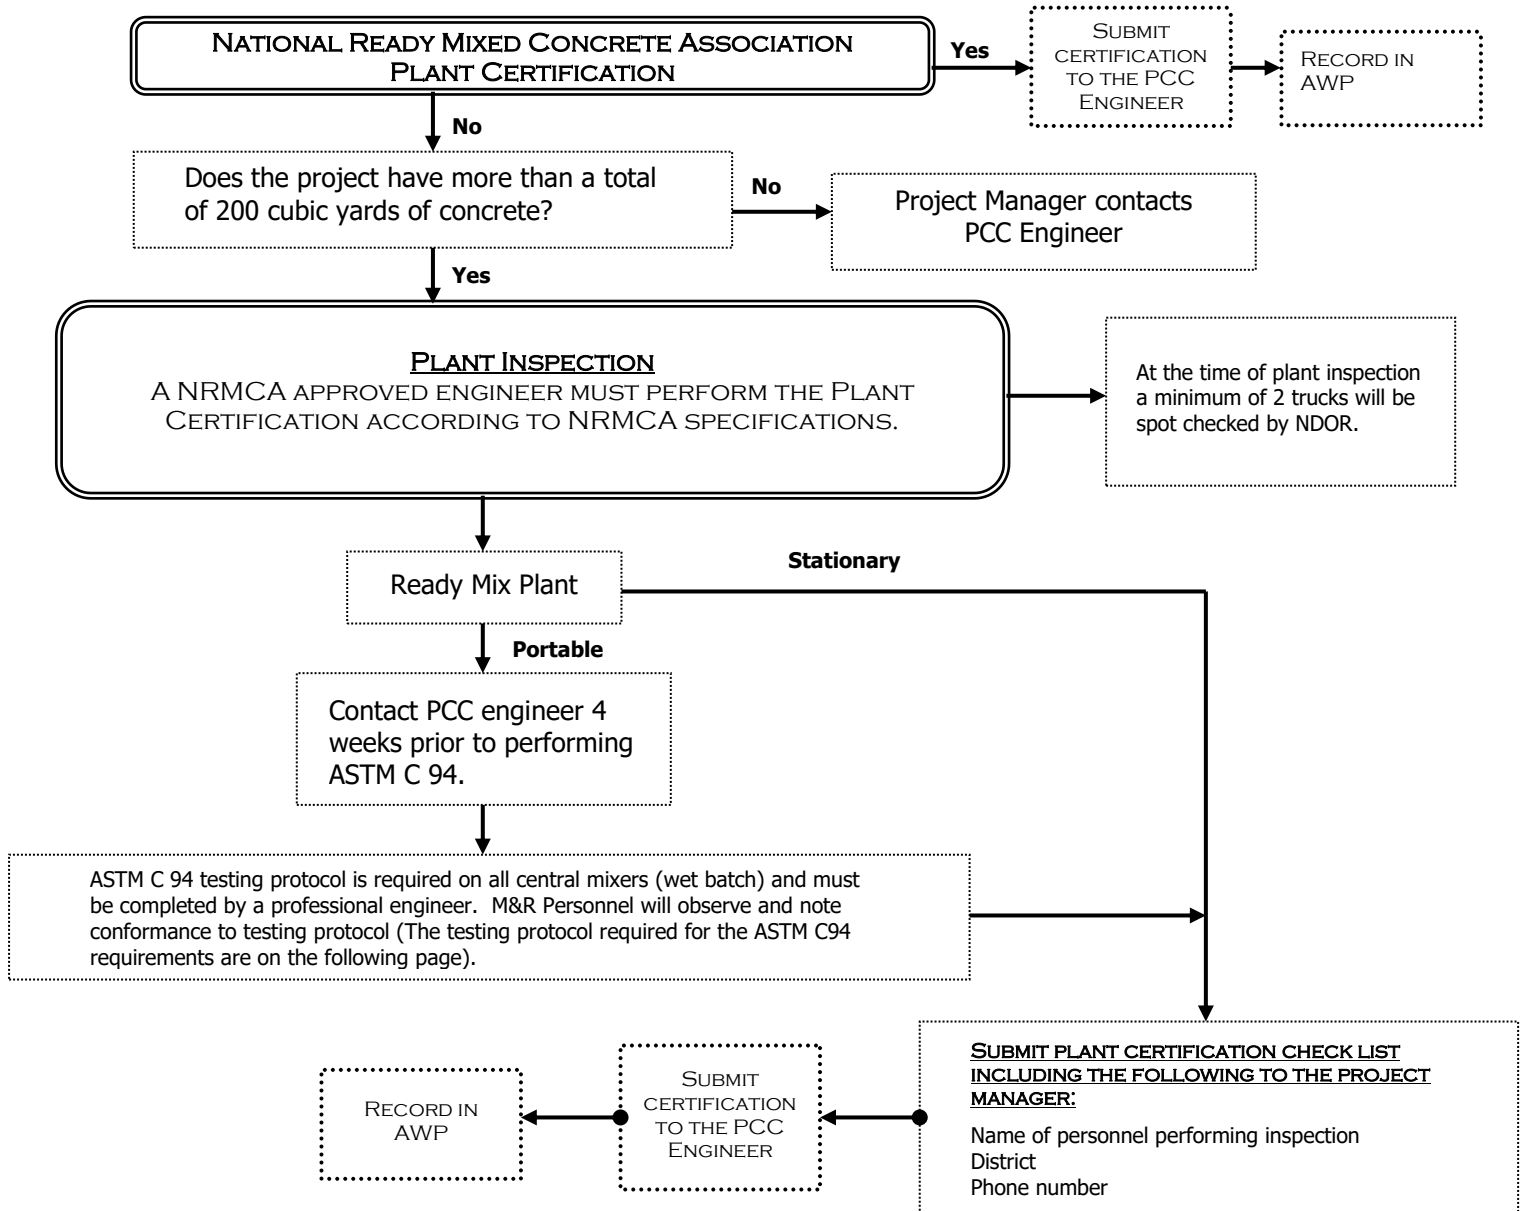 NATIONAL READY MIXED CONCRETE ASSOCIATION
PLANT CERTIFICATION
Yes
SUBMIT
CERTIFICATION
TO THE PCC
ENGINEER
RECORD IN
AWP
No
Does the project have more than a total
of 200 cubic yards of concrete?
No
Project Manager contacts
PCC Engineer
Yes
PLANT INSPECTION
A NRMCA APPROVED ENGINEER MUST PERFORM THE PLANT
CERTIFICATION ACCORDING TO NRMCA SPECIFICATIONS.
At the time of plant inspection
a minimum of 2 trucks will be
spot checked by NDOR.
Ready Mix Plant
Stationary
Portable
Contact PCC engineer 4
weeks prior to performing
ASTM C 94.
ASTM C 94 testing protocol is required on all central mixers (wet batch) and must
be completed by a professional engineer.  M&R Personnel will observe and note
conformance to testing protocol (The testing protocol required for the ASTM C94
requirements are on the following page).
SUBMIT PLANT CERTIFICATION CHECK LIST
INCLUDING THE FOLLOWING TO THE PROJECT
MANAGER:
Name of personnel performing inspection
District
Phone number
SUBMIT
CERTIFICATION
TO THE PCC
ENGINEER
RECORD IN
AWP